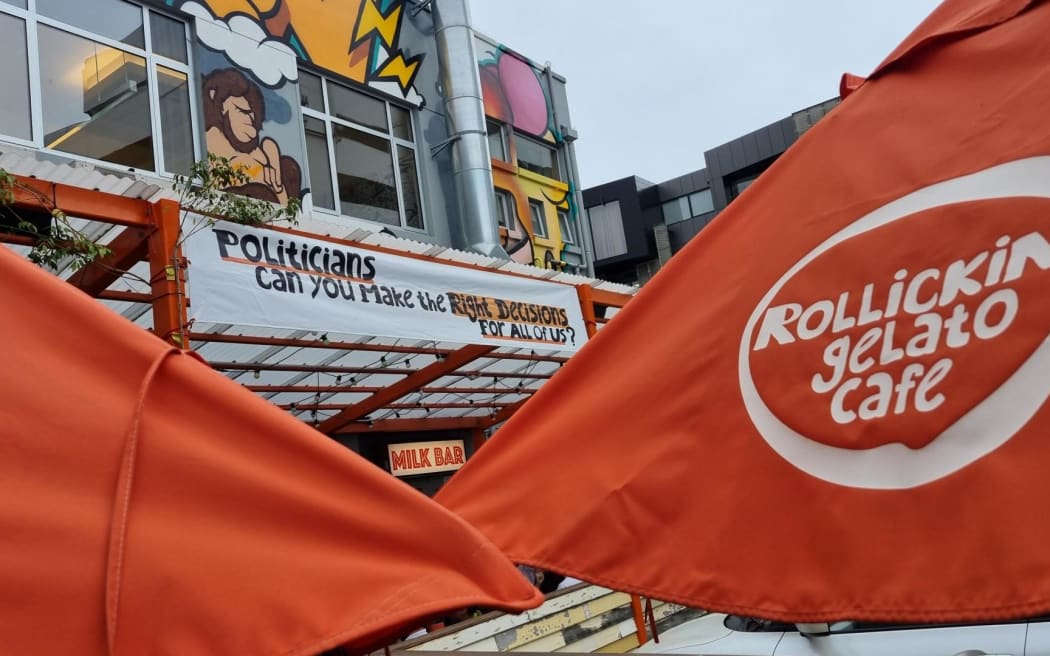 Politicians
can you Make the Right Decisions
for All of Us?
MILK BAR
ROLLICKIN
gelato
cafe